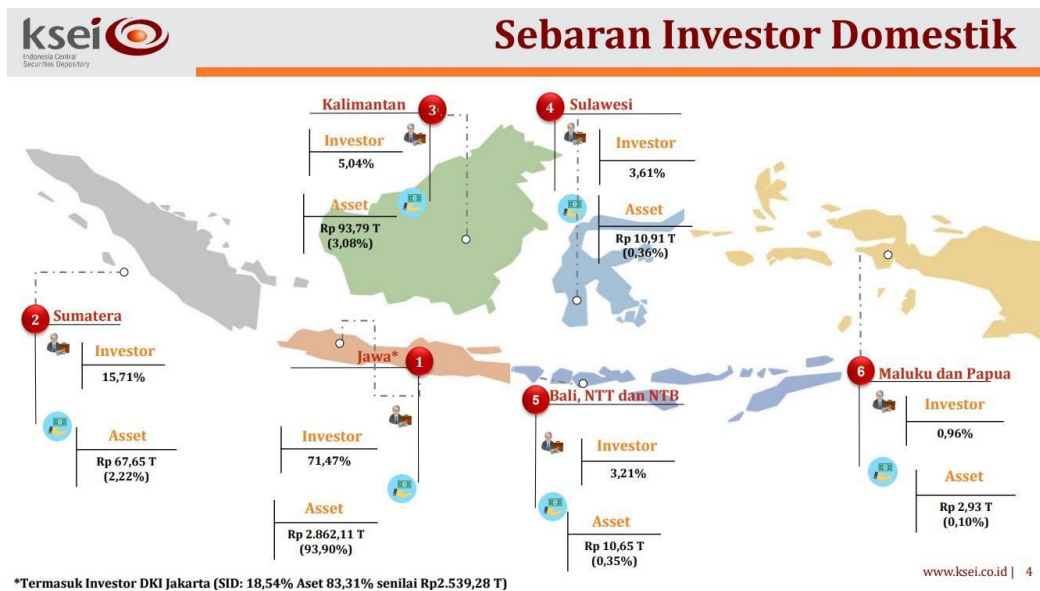 ksei
Indonesia Central
Securities Depository
Sebaran Investor Domestik
Kalimantan
3
Investor
5,04%
Asset
Rp 93,79 T
(3,08%)
4
Sulawesi
Investor
3,61%
Asset
Rp 10,91 T
(0,36%)
2
Sumatera
Investor
15,71%
Asset
Rp 67,65 T
(2,22%)
Jawa*
1
Investor
71,47%
Asset
Rp 2.862,11 T
(93,90%)
5
Bali, NTT dan NTB
Investor
3,21%
Asset
Rp 10,65 T
(0,35%)
6
Maluku dan Papua
Investor
0,96%
Asset
Rp 2,93 T
(0,10%)
*Termasuk Investor DKI Jakarta (SID: 18,54% Aset 83,31% senilai Rp2.539,28 T)
www.ksei.co.id | 4